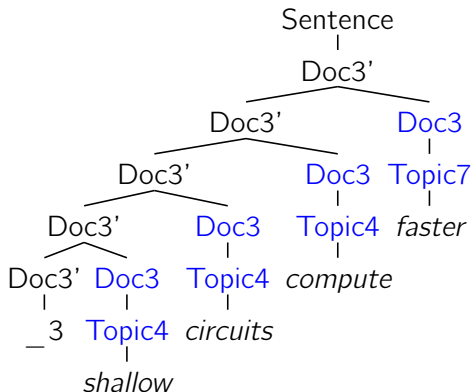 Sentence
Doc3'
Doc3' Doc3
Doc3' Doc3 Topic7
Doc3' Doc3 Topic4 faster
Doc3' Doc3 Topic4 compute
_3 Topic4 circuits
shallow